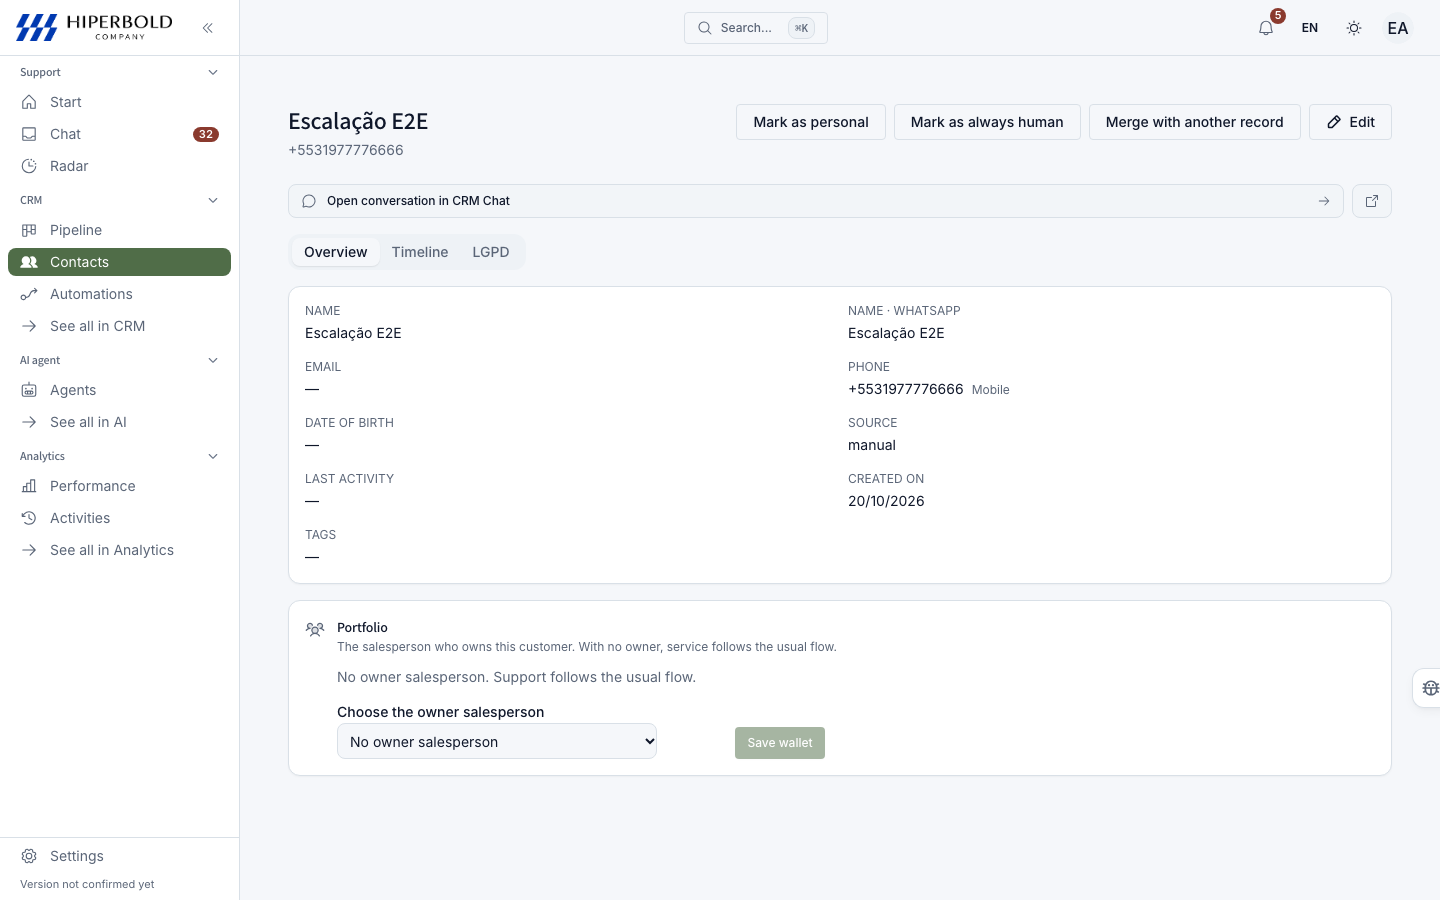 HIPERBOLD
COMPANY
Search...
⌘K
5
EN
EA
Support
Start
Chat
32
Radar
CRM
Pipeline
Contacts
Automations
See all in CRM
AI agent
Agents
See all in AI
Analytics
Performance
Activities
See all in Analytics
Settings
Version not confirmed yet
Escalação E2E
+5531977776666
Mark as personal
Mark as always human
Merge with another record
Edit
Open conversation in CRM Chat
Overview
Timeline
LGPD
NAME
Escalação E2E
NAME · WHATSAPP
Escalação E2E
EMAIL
—
PHONE
+5531977776666 Mobile
DATE OF BIRTH
—
SOURCE
manual
LAST ACTIVITY
—
CREATED ON
20/10/2026
TAGS
—
Portfolio
The salesperson who owns this customer. With no owner, service follows the usual flow.
No owner salesperson. Support follows the usual flow.
Choose the owner salesperson
No owner salesperson
Save wallet